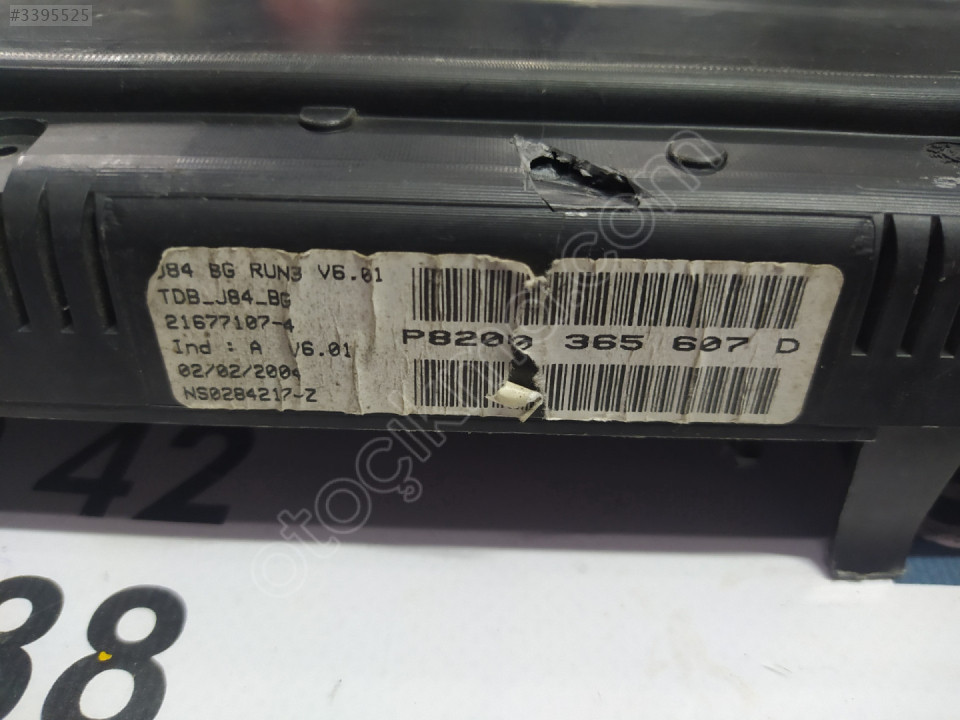 #3395525
J84 BG RUN3 V6.01
TDB_J84_BG
21677107-4
Ind : A V6.01
02/02/2004
NS0284217-Z
P8200 365 607 D
otoçıkma.com
42
88